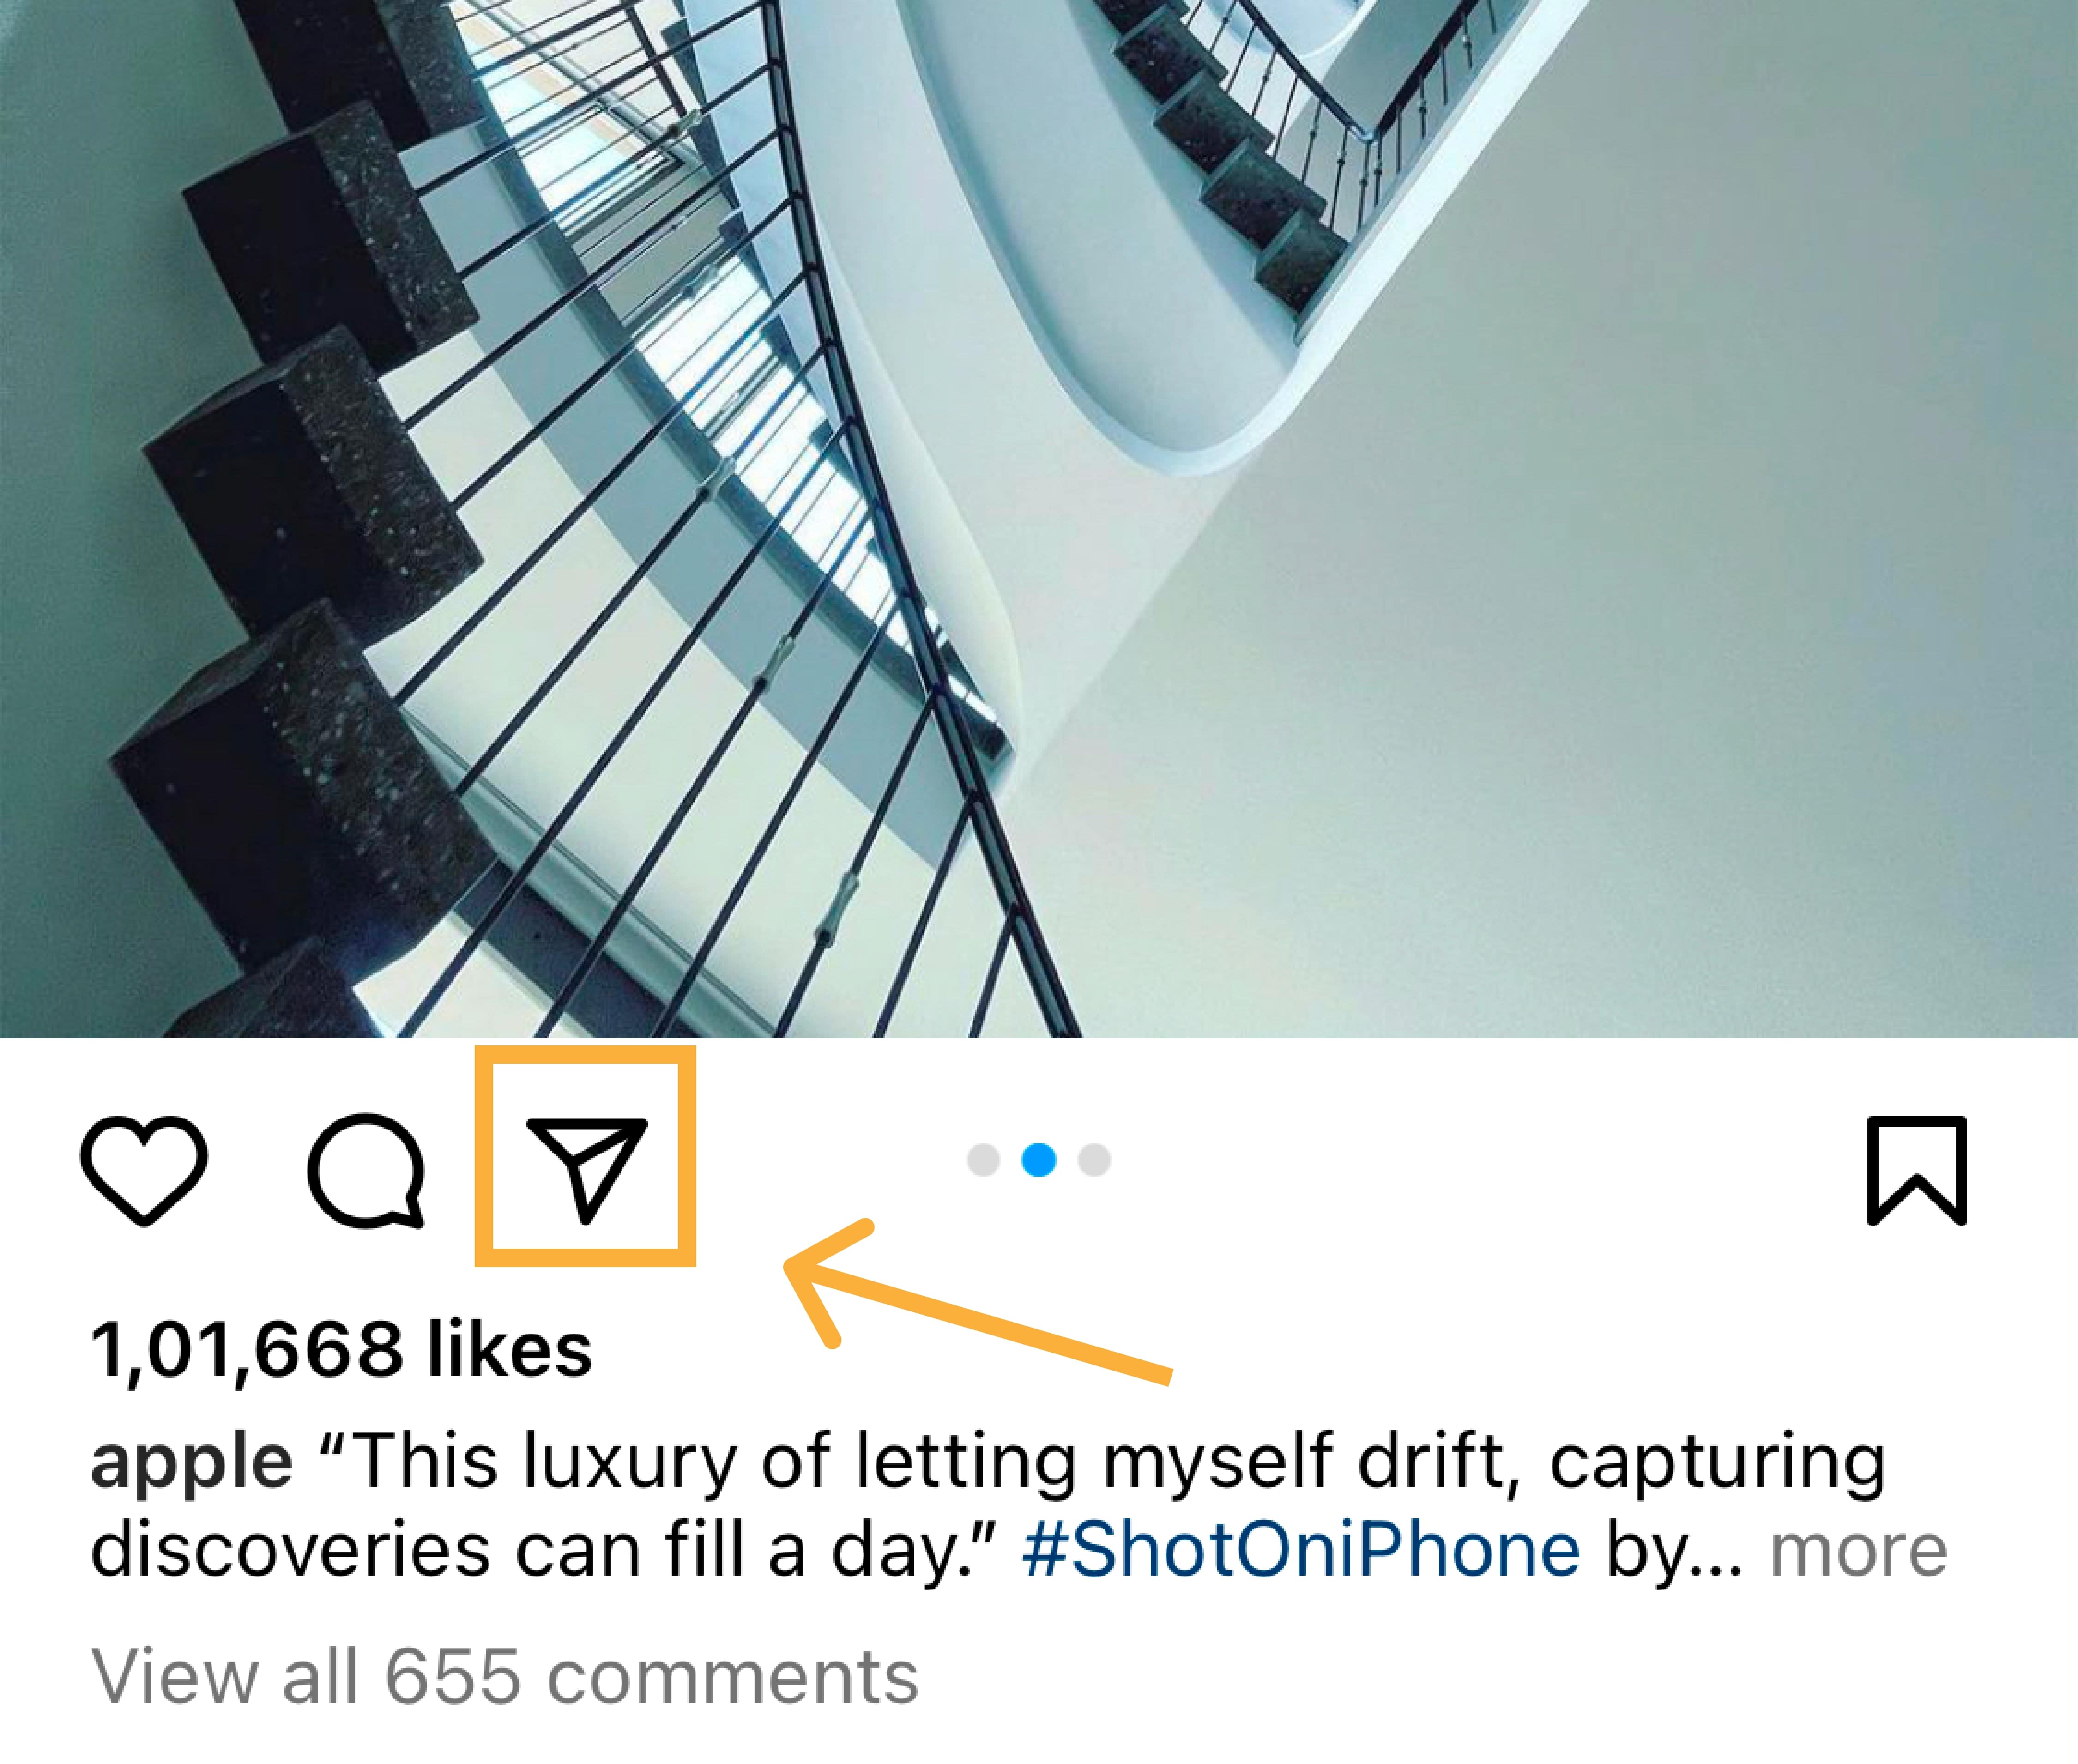 1,01,668 likes
apple “This luxury of letting myself drift, capturing
discoveries can fill a day.” #ShotOniPhone by... more
View all 655 comments